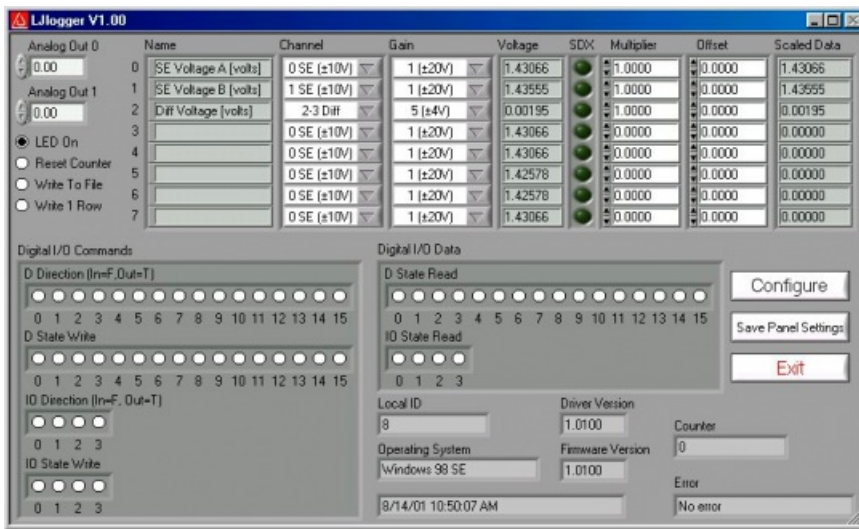 LJlogger V1.00
Analog Out 0
0.00
Analog Out 1
0.00
LED On
Reset Counter
Write To File
Write 1 Row
Name Channel Gain Voltage SDX Multiplier Offset Scaled Data
0 SE Voltage A [volts] 0 SE (±10V) 1 (±20V) 1.43066 1.0000 0.0000 1.43066
1 SE Voltage B [volts] 1 SE (±10V) 1 (±20V) 1.43555 1.0000 0.0000 1.43555
2 Diff Voltage [volts] 2-3 Diff 5 (±4V) 0.00195 1.0000 0.0000 0.00195
3 0 SE (±10V) 1 (±20V) 1.43066 0.0000 0.0000 0.00000
4 0 SE (±10V) 1 (±20V) 1.43066 0.0000 0.0000 0.00000
5 0 SE (±10V) 1 (±20V) 1.42578 0.0000 0.0000 0.00000
6 0 SE (±10V) 1 (±20V) 1.42578 0.0000 0.0000 0.00000
7 0 SE (±10V) 1 (±20V) 1.43066 0.0000 0.0000 0.00000
Digital I/O Commands
D Direction (In=F,Out=T)
0 1 2 3 4 5 6 7 8 9 10 11 12 13 14 15
D State Write
0 1 2 3 4 5 6 7 8 9 10 11 12 13 14 15
IO Direction (In=F, Out=T)
0 1 2 3
IO State Write
0 1 2 3
Digital I/O Data
D State Read
0 1 2 3 4 5 6 7 8 9 10 11 12 13 14 15
IO State Read
0 1 2 3
Configure
Save Panel Settings
Exit
Local ID
8
Driver Version
1.0100
Operating System
Windows 98 SE
Firmware Version
1.0100
Counter
0
8/14/01 10:50:07 AM
Error
No error